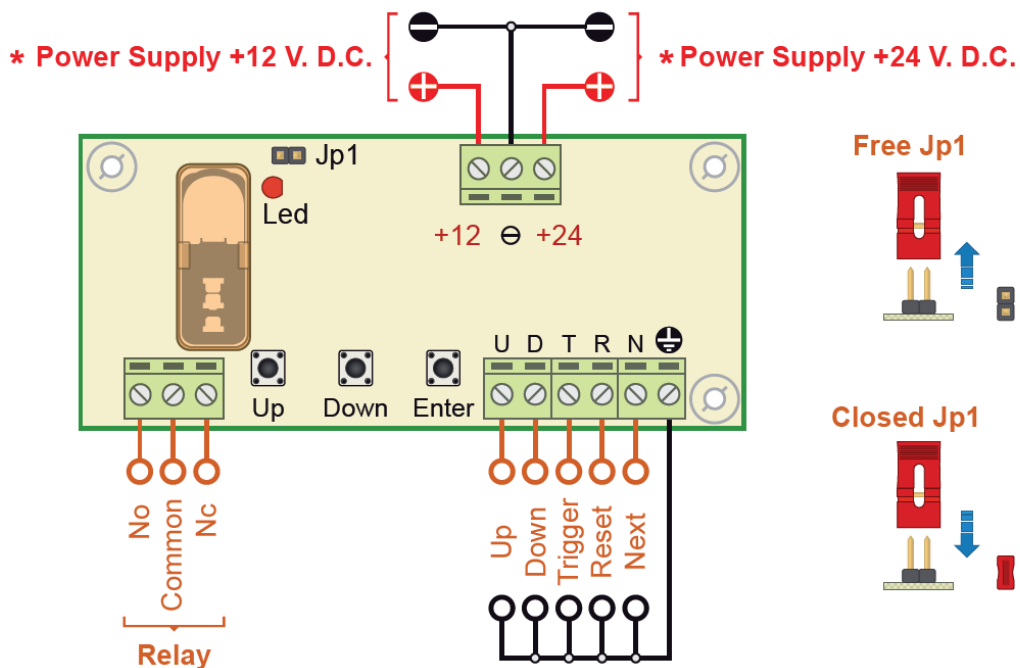 * Power Supply +12 V. D.C.
* Power Supply +24 V. D.C.
Jp1
Led
+12 ⊖ +24
Free Jp1
U D T R N
Up
Down
Enter
Closed Jp1
No
Common
Nc
Relay
Up
Down
Trigger
Reset
Next